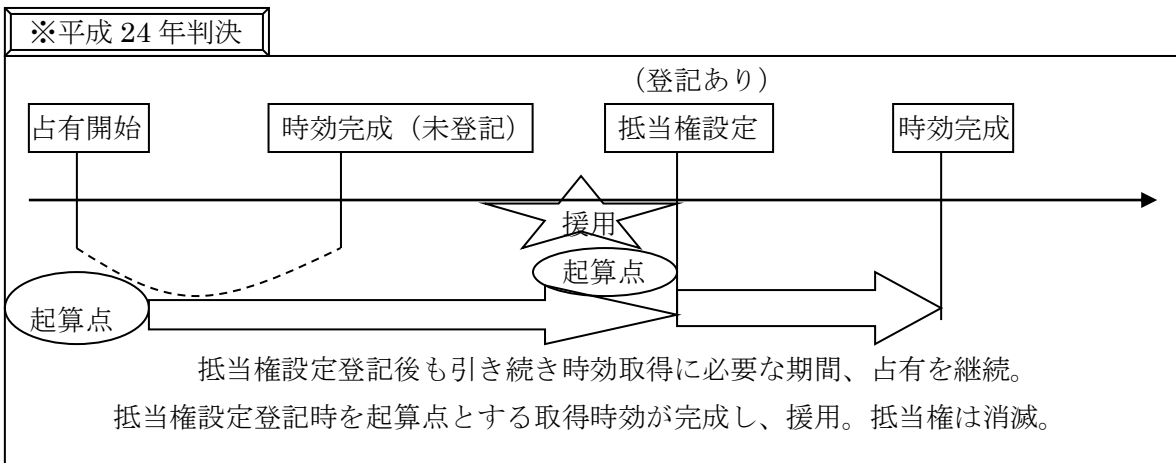 ※平成 24 年判決
（登記あり）
占有開始
時効完成（未登記）
抵当権設定
時効完成
援用
起算点
起算点
抵当権設定登記後も引き続き時効取得に必要な期間、占有を継続。
抵当権設定登記時を起算点とする取得時効が完成し、援用。抵当権は消滅。